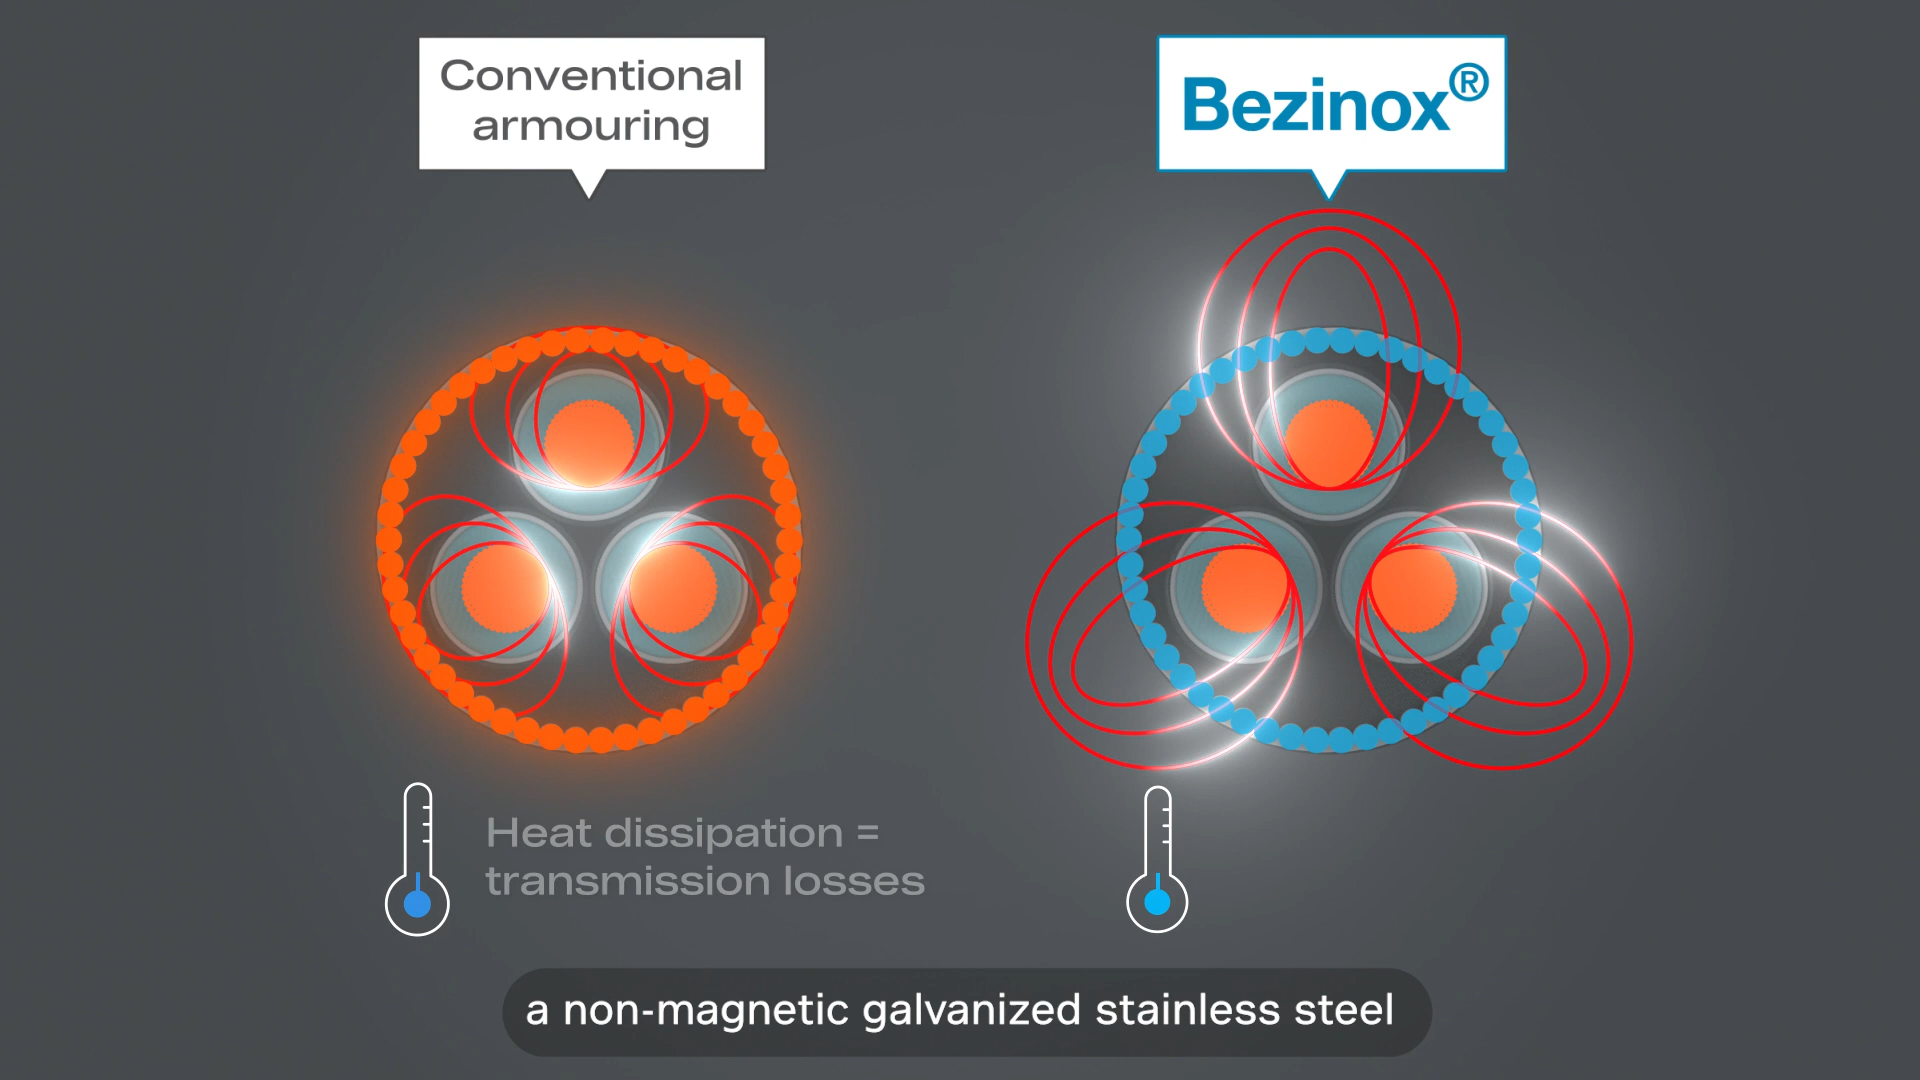 Conventional
armouring
Bezinox®
Heat dissipation =
transmission losses
a non-magnetic galvanized stainless steel